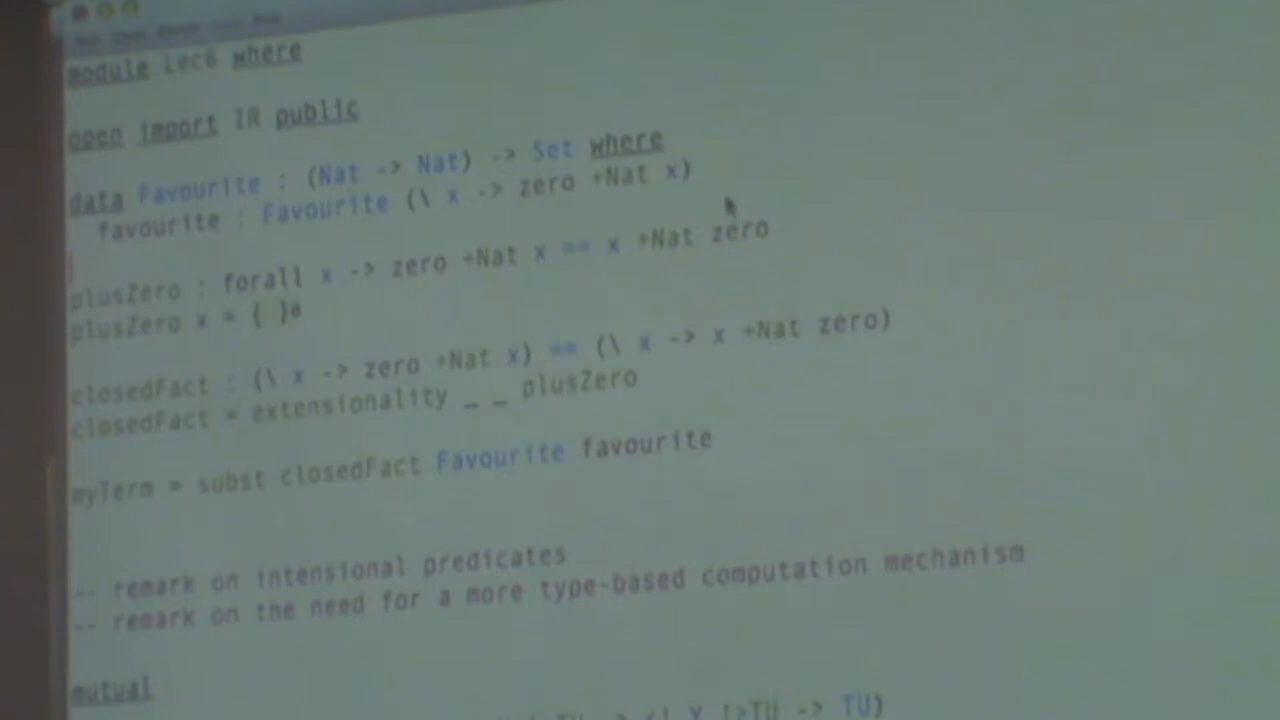 module Lec6 where
open import IR public
data Favourite : (Nat -> Nat) -> Set where
favourite : Favourite (\ x -> zero +Nat x)
plusZero : forall x -> zero +Nat x == x +Nat zero
plusZero x = { }0
closedFact : (\ x -> zero +Nat x) == (\ x -> x +Nat zero)
closedFact = extensionality _ _ plusZero
myTerm = subst closedFact Favourite favourite
-- remark on intensional predicates
-- remark on the need for a more type-based computation mechanism
mutual
-> TU)